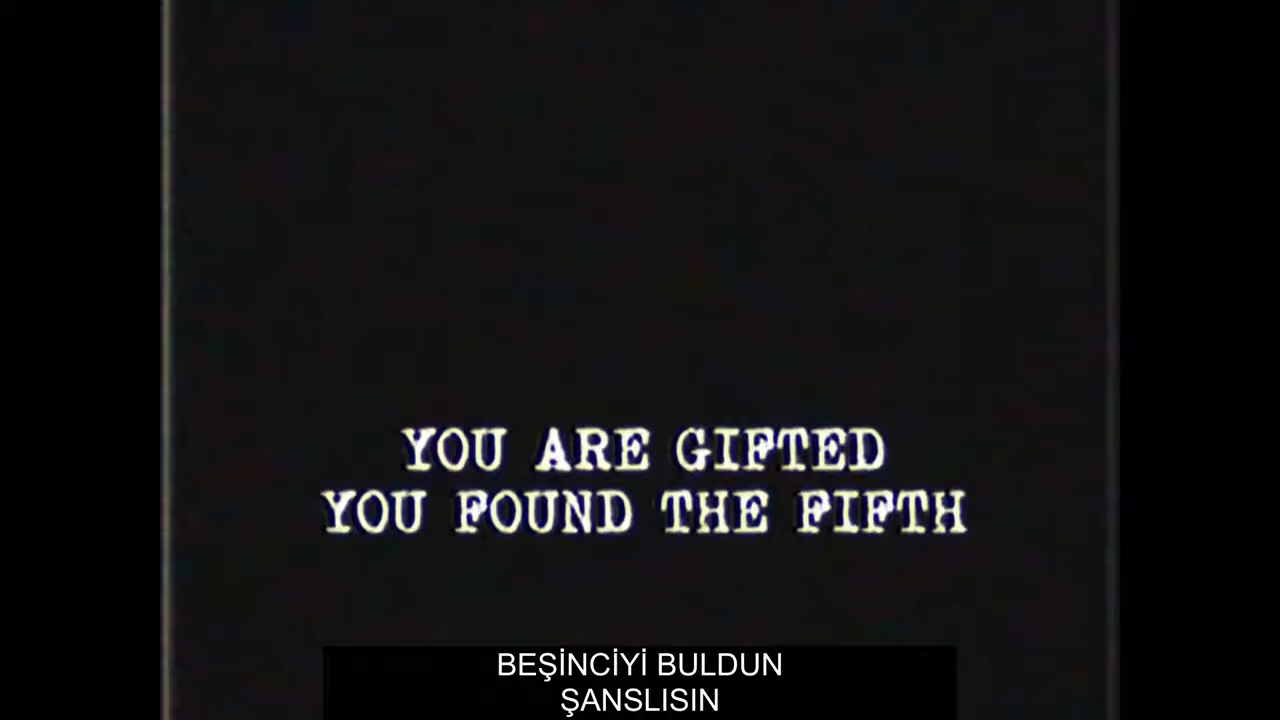 YOU ARE GIFTED
YOU FOUND THE FIFTH
BEŞİNCİYİ BULDUN
ŞANSLISIN